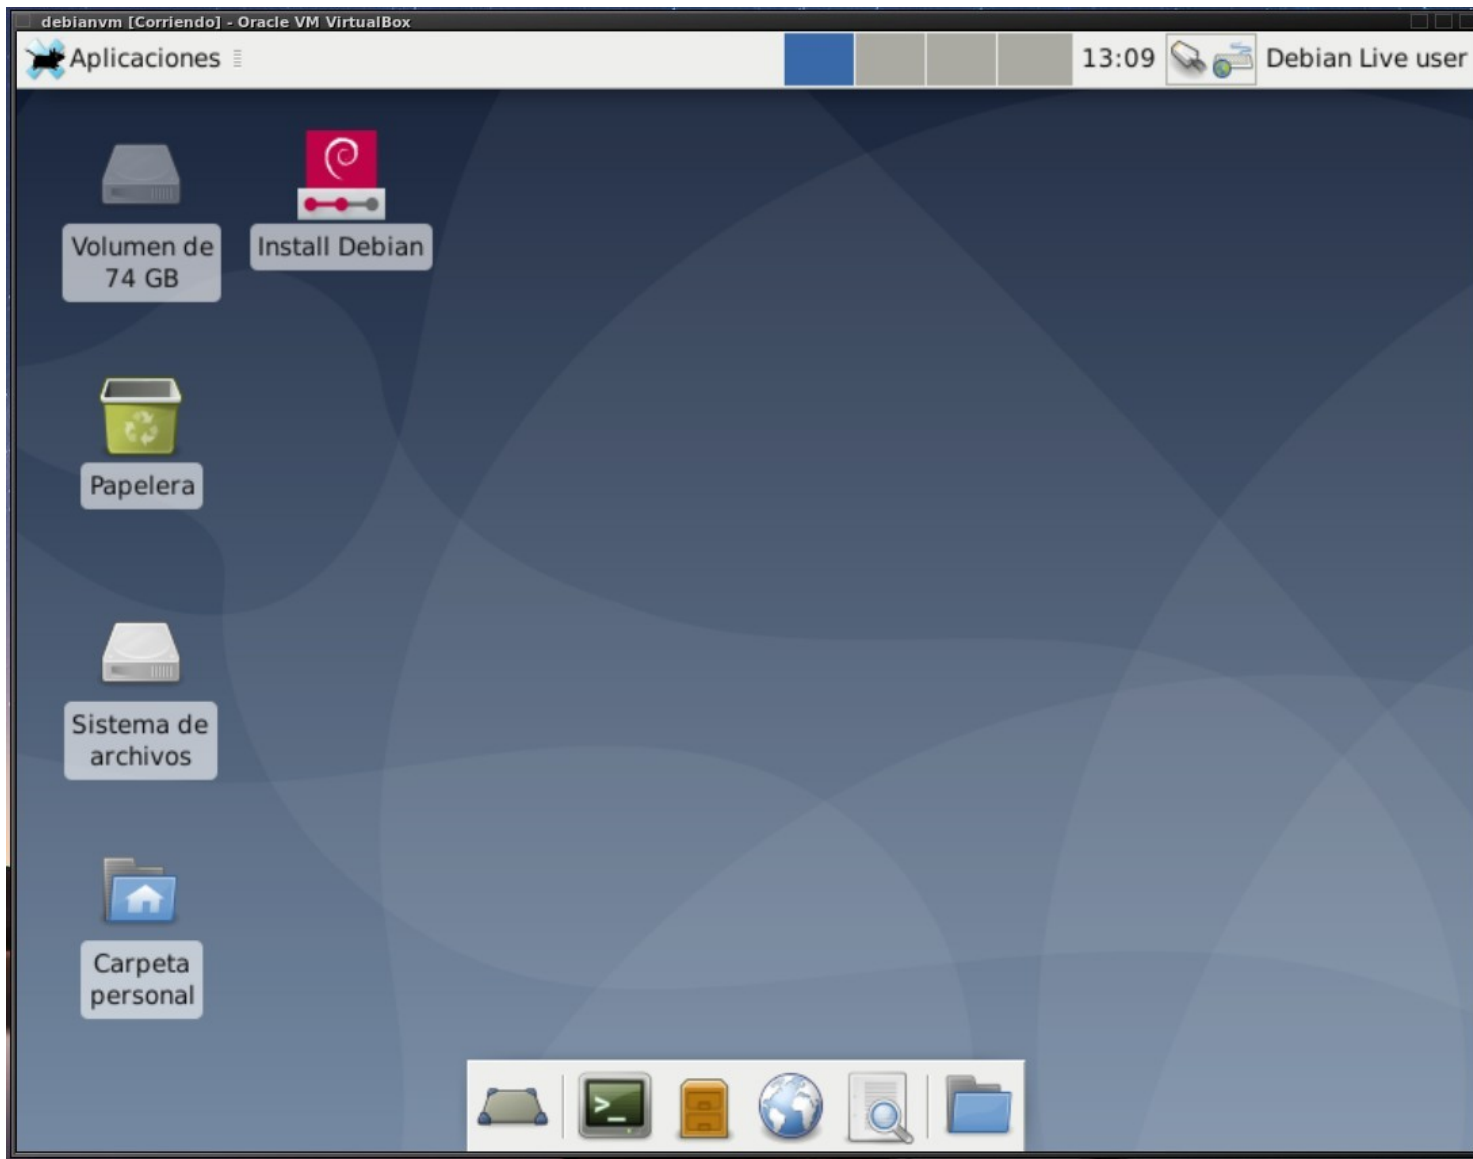 debianvm [Corriendo] - Oracle VM VirtualBox
Aplicaciones
13:09
Debian Live user
Volumen de
74 GB
Install Debian
Papelera
Sistema de
archivos
Carpeta
personal
>_